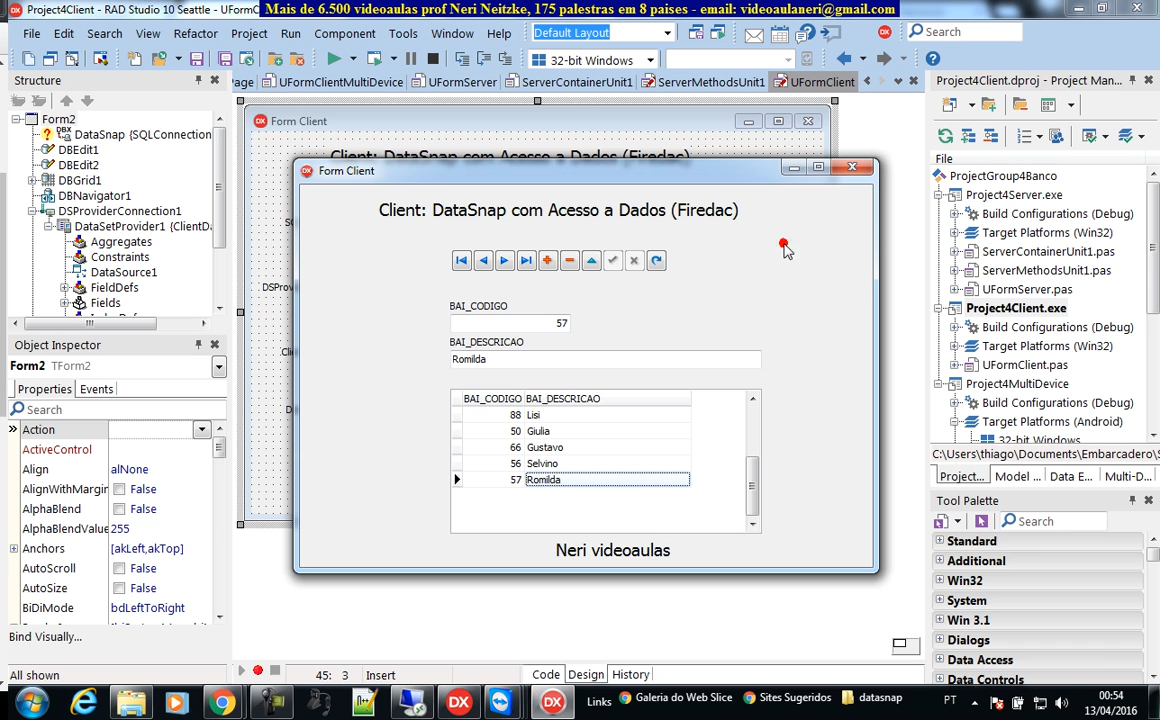 Project4Client - RAD Studio 10 Seattle - UFormC
Mais de 6.500 videoaulas prof Neri Neitzke, 175 palestras em 8 paises - email: videoaulaneri@gmail.com
File Edit Search View Refactor Project Run Component Tools Window Help
Default Layout
Search
32-bit Windows
Structure
age UFormClientMultiDevice UFormServer ServerContainerUnit1 ServerMethodsUnit1 UFormClient
Project4Client.dproj - Project Man...
Form2
DataSnap {SQLConnection
DBEdit1
DBEdit2
DBGrid1
DBNavigator1
DSProviderConnection1
DataSetProvider1 {ClientDa
Aggregates
Constraints
DataSource1
FieldDefs
Fields
Form Client
Client: DataSnap com Acesso a Dados (Firedac)
Form Client
Client: DataSnap com Acesso a Dados (Firedac)
BAI_CODIGO
57
BAI_DESCRICAO
Romilda
BAI_CODIGO BAI_DESCRICAO
88 Lisi
50 Giulia
66 Gustavo
56 Selvino
57 Romilda
Neri videoaulas
File
ProjectGroup4Banco
Project4Server.exe
Build Configurations (Debug)
Target Platforms (Win32)
ServerContainerUnit1.pas
ServerMethodsUnit1.pas
UFormServer.pas
Project4Client.exe
Build Configurations (Debug)
Target Platforms (Win32)
UFormClient.pas
Project4MultiDevice
Build Configurations (Debug)
Target Platforms (Android)
32-bit Windows
C:\Users\thiago\Documents\Embarcadero\S
Project... Model ... Data E... Multi-D...
Object Inspector
Form2 TForm2
Properties Events
Search
Action
ActiveControl
Align alNone
AlignWithMargin False
AlphaBlend False
AlphaBlendValue 255
Anchors [akLeft,akTop]
AutoScroll False
AutoSize False
BiDiMode bdLeftToRight
Bind Visually...
All shown
45: 3 Insert
Code Design History
Tool Palette
Search
Standard
Additional
Win32
System
Win 3.1
Dialogs
Data Access
Data Controls
Links Galeria do Web Slice Sites Sugeridos datasnap
PT
00:54
13/04/2016